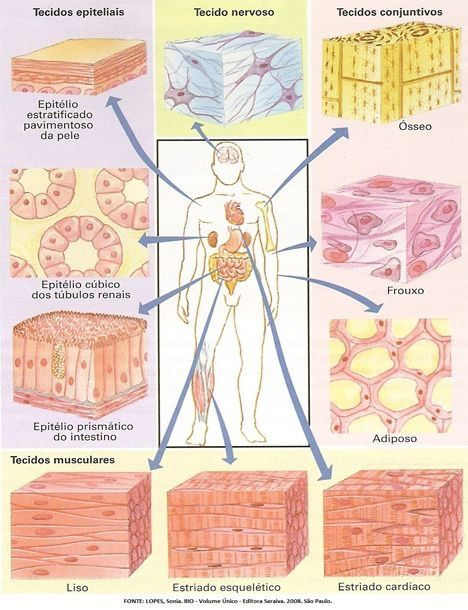 Tecidos epiteliais
Tecido nervoso
Tecidos conjuntivos
Epitélio
estratificado
pavimentoso
da pele
Ósseo
Epitélio cúbico
dos túbulos renais
Frouxo
Epitélio prismático
do intestino
Adiposo
Tecidos musculares
Liso
Estriado esquelético
Estriado cardíaco
FONTE: LOPES, Sonia. BIO - Volume Único - Editora Saraiva. 2008. São Paulo.